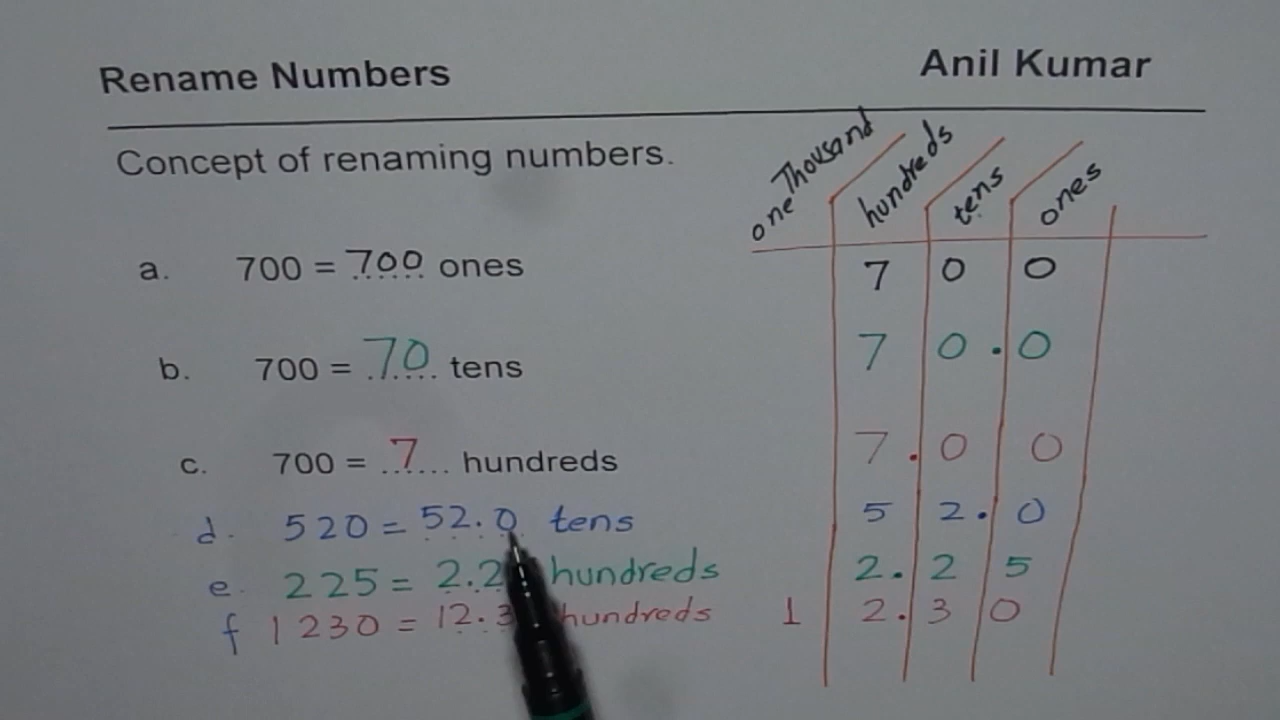 Rename Numbers
Anil Kumar
Concept of renaming numbers.
one Thousand hundreds tens ones
a. 700 = 700 ones
7 0 0
b. 700 = 70 tens
7 0 . 0
c. 700 = 7 hundreds
7 . 0 0
d. 520 = 52.0 tens
5 2 . 0
e. 225 = 2.2 hundreds
2 . 2 5
f 1230 = 12.3 hundreds
1 2 . 3 0